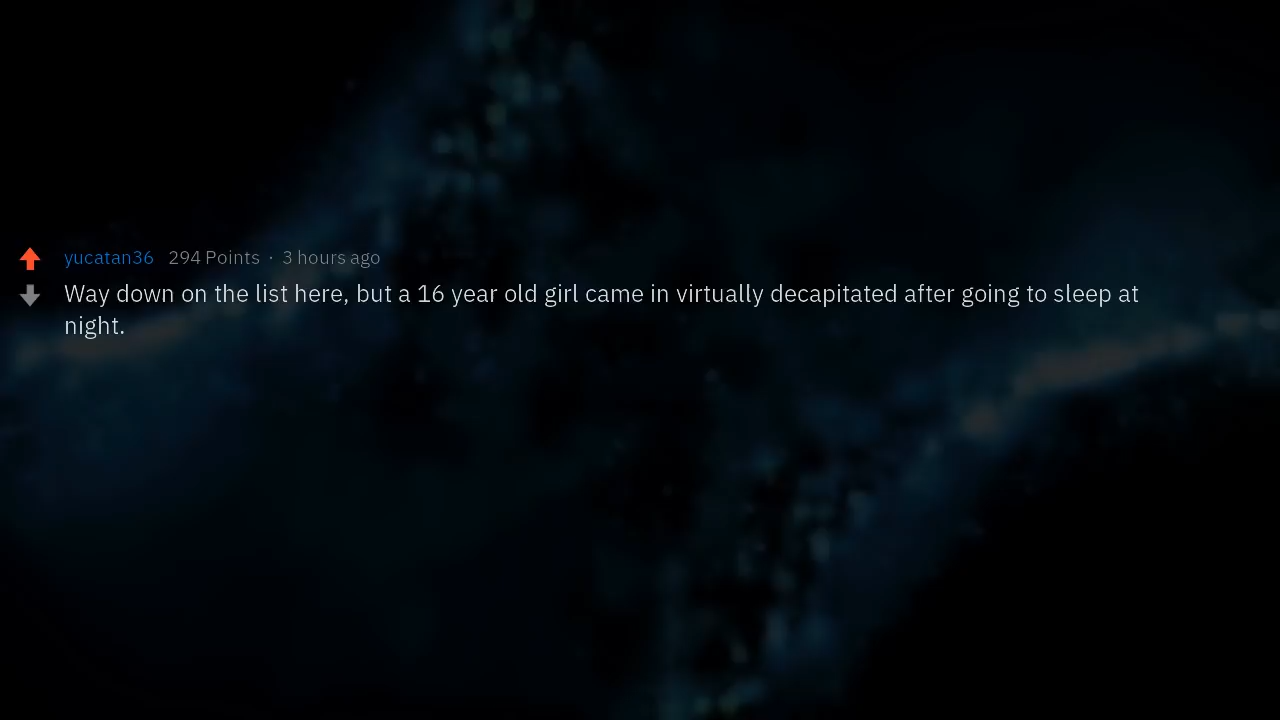 yucatan36 294 Points · 3 hours ago
Way down on the list here, but a 16 year old girl came in virtually decapitated after going to sleep at
night.